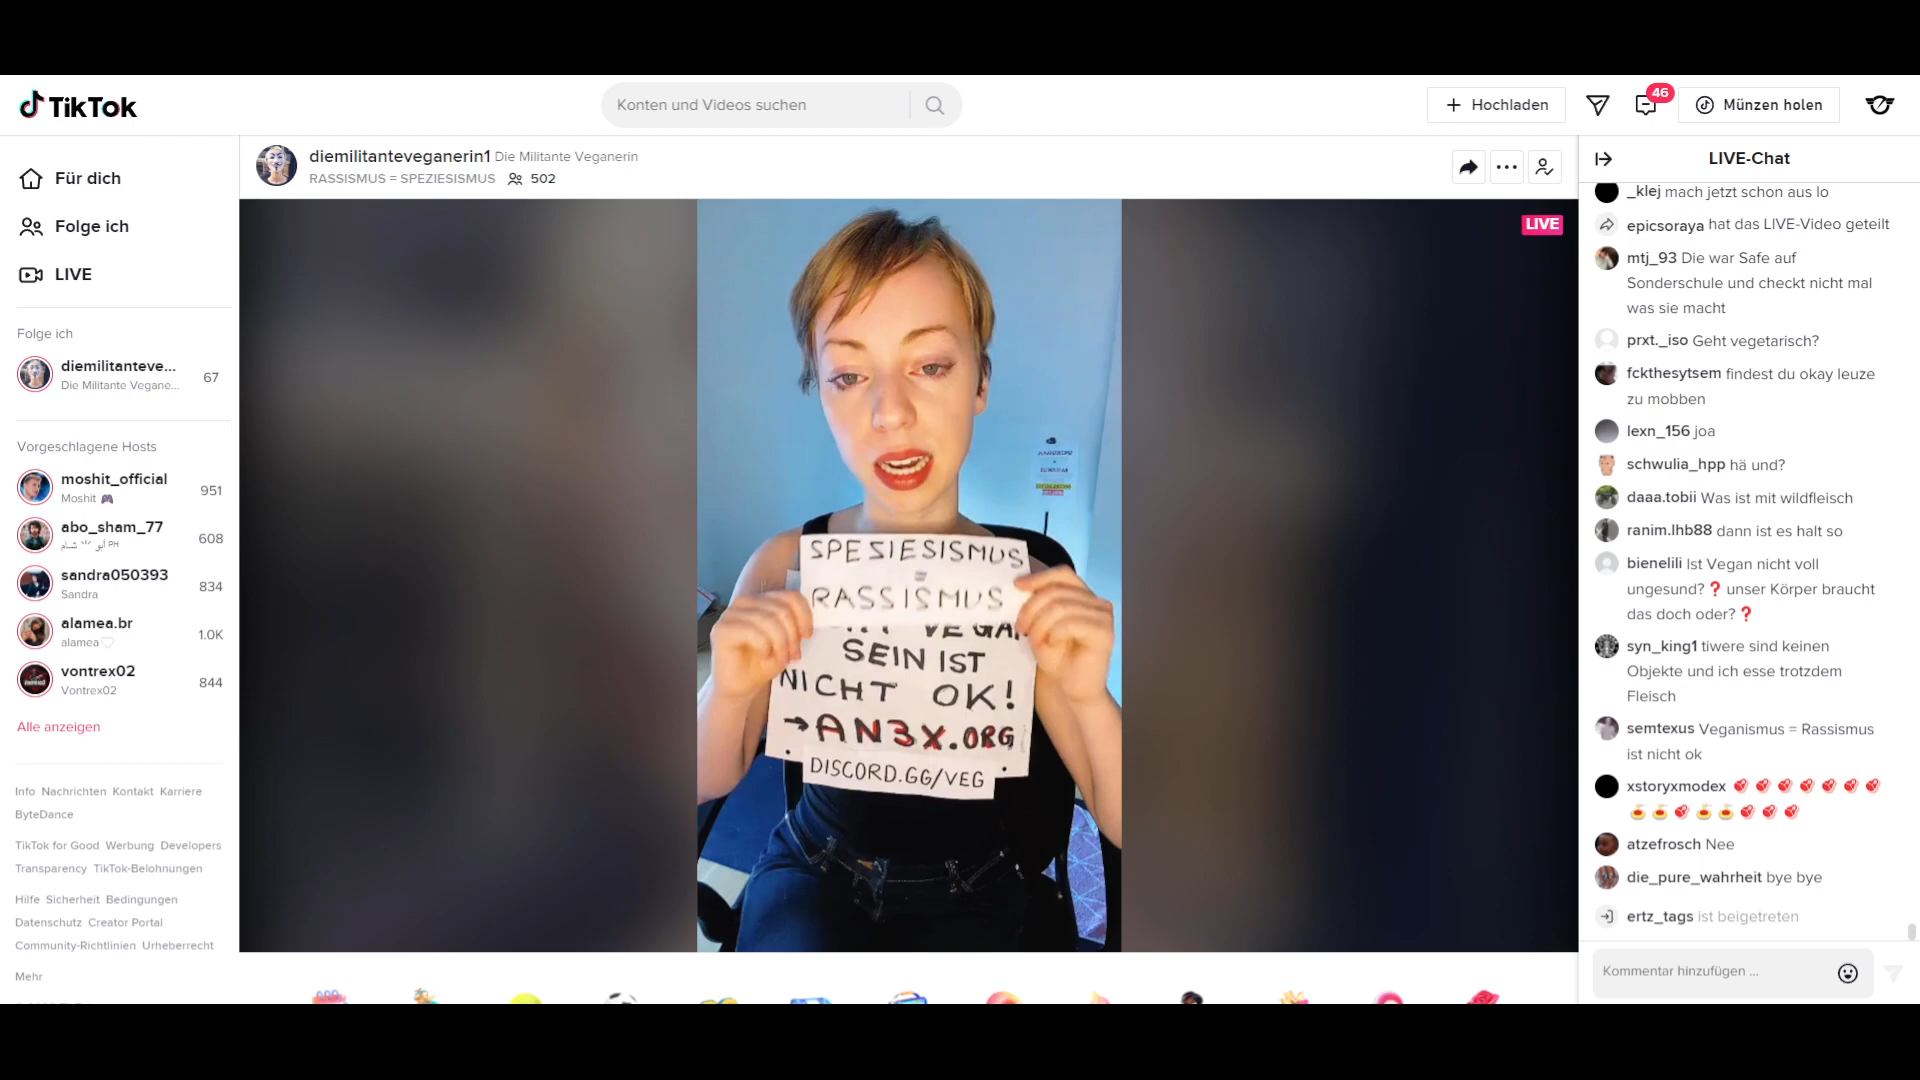 TikTok
Konten und Videos suchen
Hochladen
46
Münzen holen
Für dich
Folge ich
LIVE
Folge ich
diemilitanteve...
Die Militante Vegane...
67
Vorgeschlagene Hosts
moshit_official
Moshit 🎮
951
abo_sham_77
608
sandra050393
Sandra
834
alamea.br
alamea♡
1.0K
vontrex02
Vontrex02
844
Alle anzeigen
Info Nachrichten Kontakt Karriere
ByteDance
TikTok for Good Werbung Developers
Transparency TikTok-Belohnungen
Hilfe Sicherheit Bedingungen
Datenschutz Creator Portal
Community-Richtlinien Urheberrecht
Mehr
diemilitanteveganerin1 Die Militante Veganerin
RASSISMUS = SPEZIESISMUS 502
LIVE
SPEZIESISMUS
=
RASSISMUS
SEIN IST
NICHT OK!
→AN3X.ORG
DISCORD.GG/VEG
LIVE-Chat
_klej mach jetzt schon aus lo
epicsoraya hat das LIVE-Video geteilt
mtj_93 Die war Safe auf
Sonderschule und checkt nicht mal
was sie macht
prxt._iso Geht vegetarisch?
fckthesytsem findest du okay leuze
zu mobben
lexn_156 joa
schwulia_hpp hä und?
daaa.tobii Was ist mit wildfleisch
ranim.lhb88 dann ist es halt so
bienelili Ist Vegan nicht voll
ungesund?❓ unser Körper braucht
das doch oder?❓
syn_king1 tiwere sind keinen
Objekte und ich esse trotzdem
Fleisch
semtexus Veganismus = Rassismus
ist nicht ok
xstoryxmodex 🥩🥩🥩🥩🥩🥩🥩
🍝🍝🥩🍝🍝🥩🥩🥩
atzefrosch Nee
die_pure_wahrheit bye bye
ertz_tags ist beigetreten
Kommentar hinzufügen ...